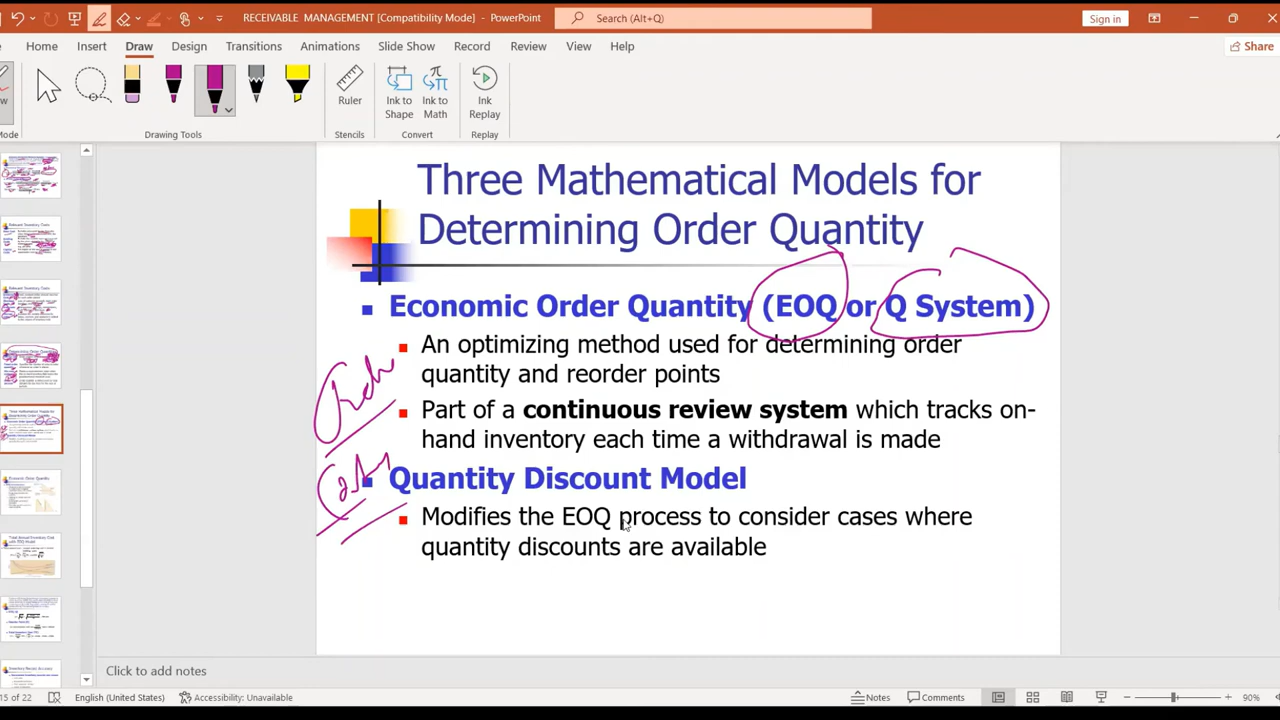 RECEIVABLE MANAGEMENT [Compatibility Mode] - PowerPoint
Search (Alt+Q)
Sign in
Home Insert Draw Design Transitions Animations Slide Show Record Review View Help
Share
Ruler
Ink to Shape
Ink to Math
Ink Replay
Mode
Drawing Tools
Stencils
Convert
Replay
Three Mathematical Models for
Determining Order Quantity
Economic Order Quantity (EOQ or Q System)
An optimizing method used for determining order
quantity and reorder points
Part of a continuous review system which tracks on-
hand inventory each time a withdrawal is made
Quantity Discount Model
Modifies the EOQ process to consider cases where
quantity discounts are available
Click to add notes
15 of 22
English (United States)
Accessibility: Unavailable
Notes
Comments
90%